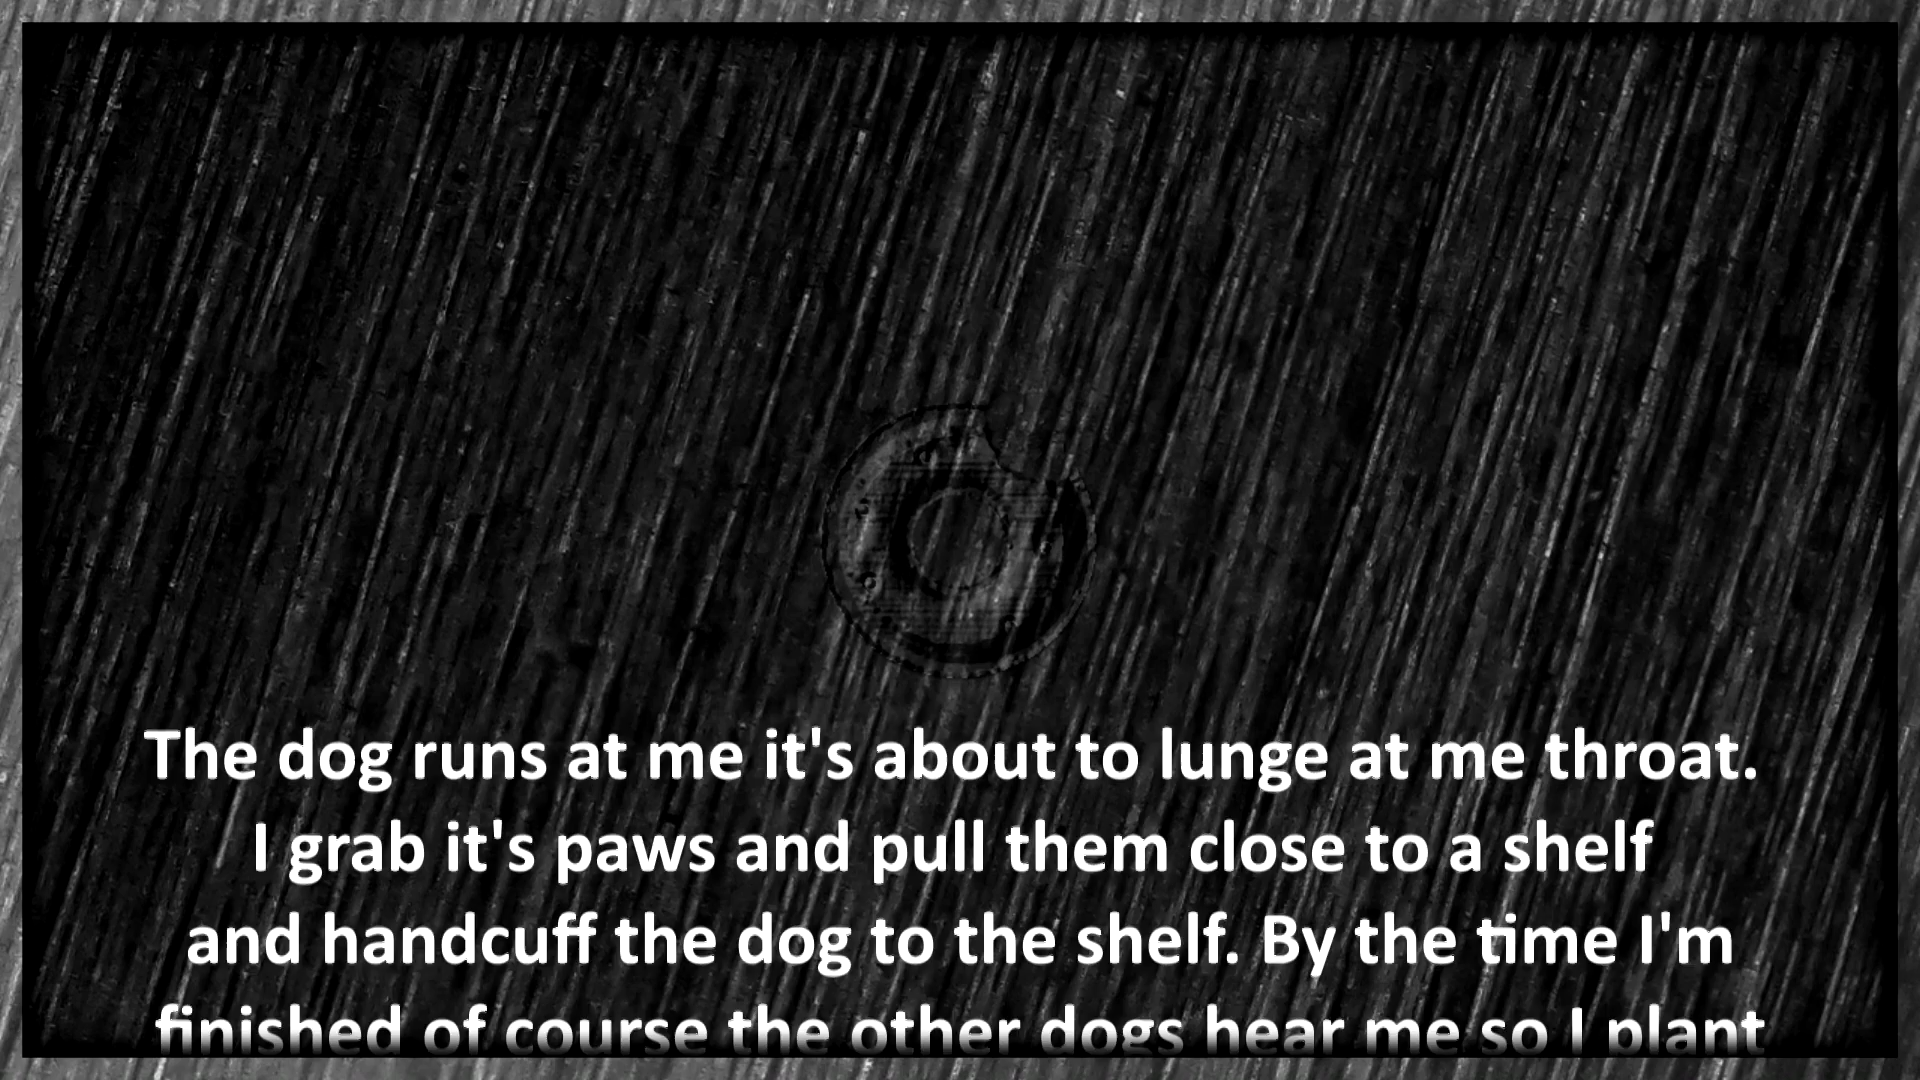 The dog runs at me it's about to lunge at me throat.
I grab it's paws and pull them close to a shelf
and handcuff the dog to the shelf. By the time I'm
finished of course the other dogs hear me so I plant